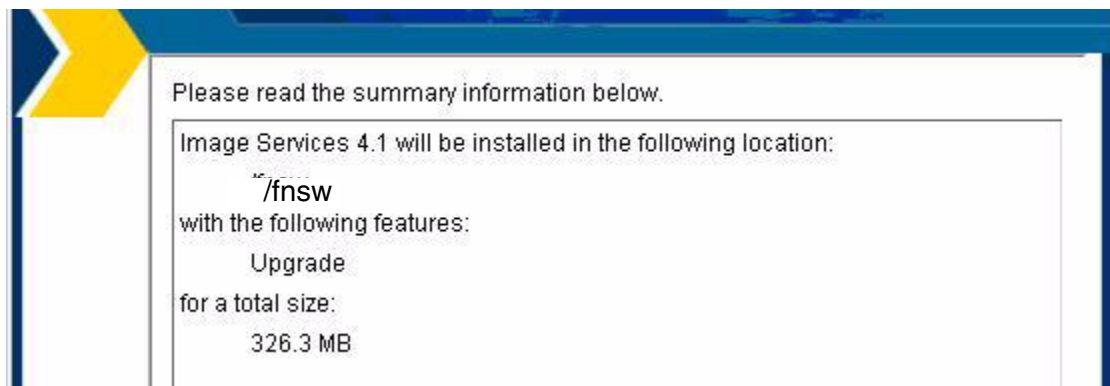 Please read the summary information below.
Image Services 4.1 will be installed in the following location:
/fnsw
with the following features:
Upgrade
for a total size:
326.3 MB